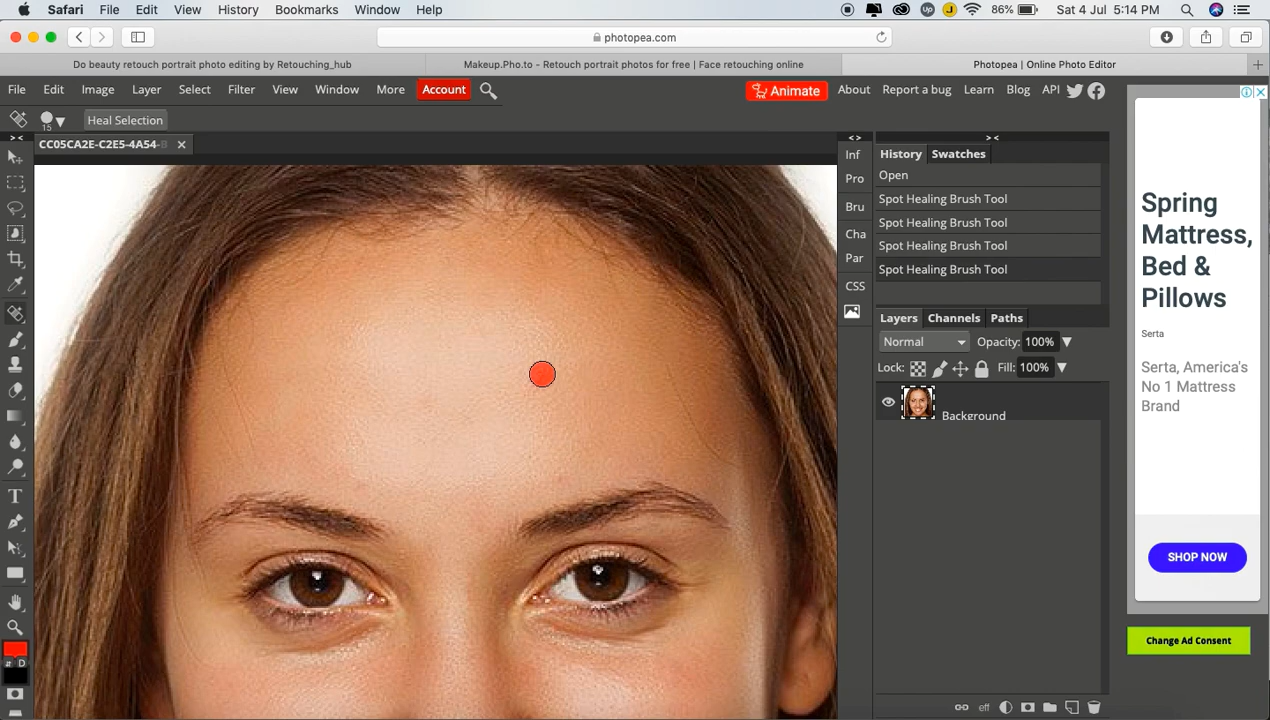 Safari File Edit View History Bookmarks Window Help 86% Sat 4 Jul 5:14 PM
photopea.com
Do beauty retouch portrait photo editing by Retouching_hub
Makeup.Pho.to - Retouch portrait photos for free | Face retouching online
Photopea | Online Photo Editor
File Edit Image Layer Select Filter View Window More Account
Animate About Report a bug Learn Blog API
15 Heal Selection
CC05CA2E-C2E5-4A54-B
Inf
Pro
Bru
Cha
Par
CSS
History Swatches
Open
Spot Healing Brush Tool
Spot Healing Brush Tool
Spot Healing Brush Tool
Spot Healing Brush Tool
Layers Channels Paths
Normal Opacity: 100%
Lock: Fill: 100%
Background
eff
D
Spring
Mattress,
Bed &
Pillows
Serta
Serta, America's
No 1 Mattress
Brand
SHOP NOW
Change Ad Consent